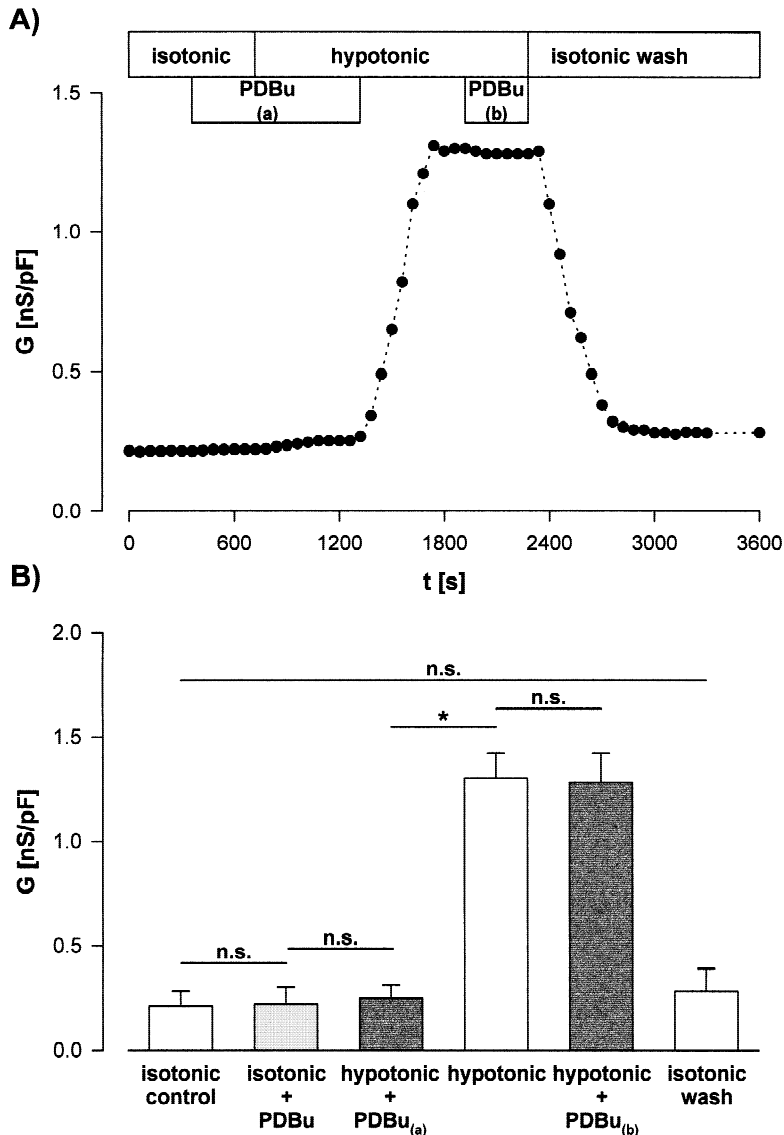 A)
isotonic hypotonic isotonic wash
PDBu PDBu
(a) (b)
1.5
1.0
0.5
0.0
G [nS/pF]
0 600 1200 1800 2400 3000 3600
t [s]
B)
2.0
1.5
1.0
0.5
0.0
G [nS/pF]
n.s.
n.s.
*
n.s.
n.s.
isotonic isotonic hypotonic hypotonic hypotonic isotonic
control + + + wash
PDBu PDBu(a) PDBu(b)